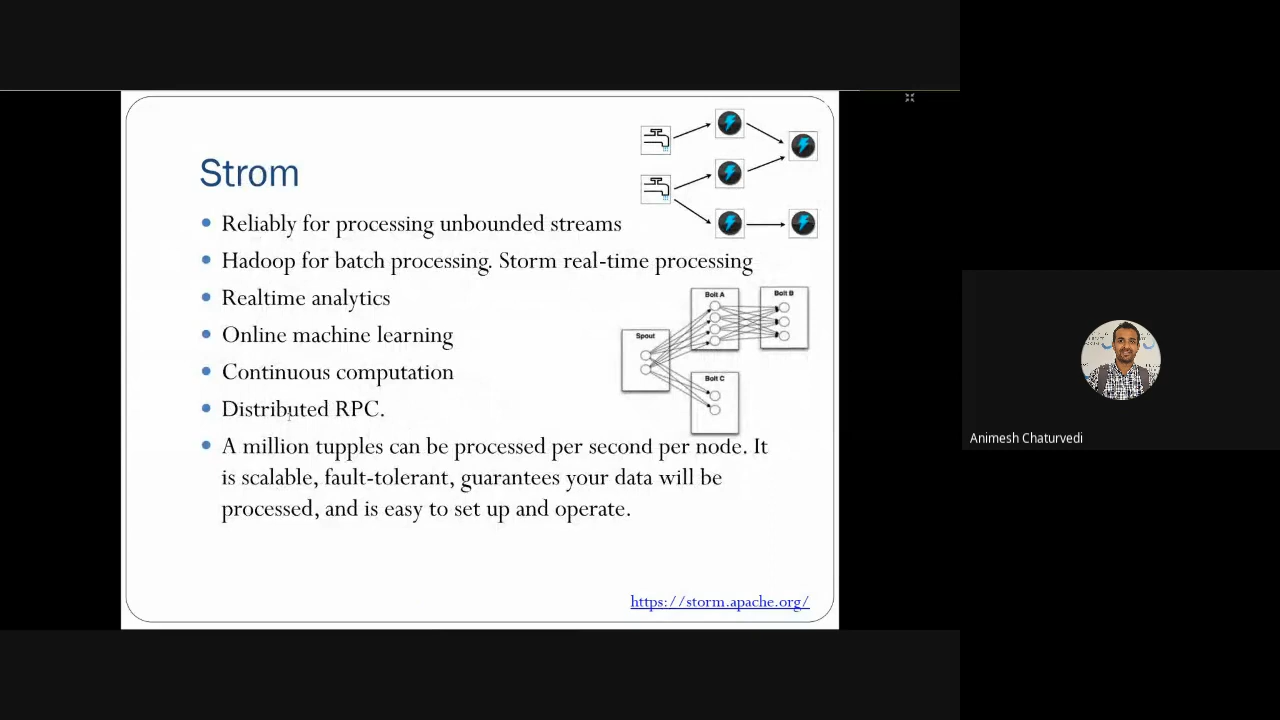 Strom
Reliably for processing unbounded streams
Hadoop for batch processing. Storm real-time processing
Realtime analytics
Online machine learning
Continuous computation
Distributed RPC.
A million tupples can be processed per second per node. It
is scalable, fault-tolerant, guarantees your data will be
processed, and is easy to set up and operate.
Bolt A
Bolt B
Spout
Bolt C
https://storm.apache.org/
Animesh Chaturvedi